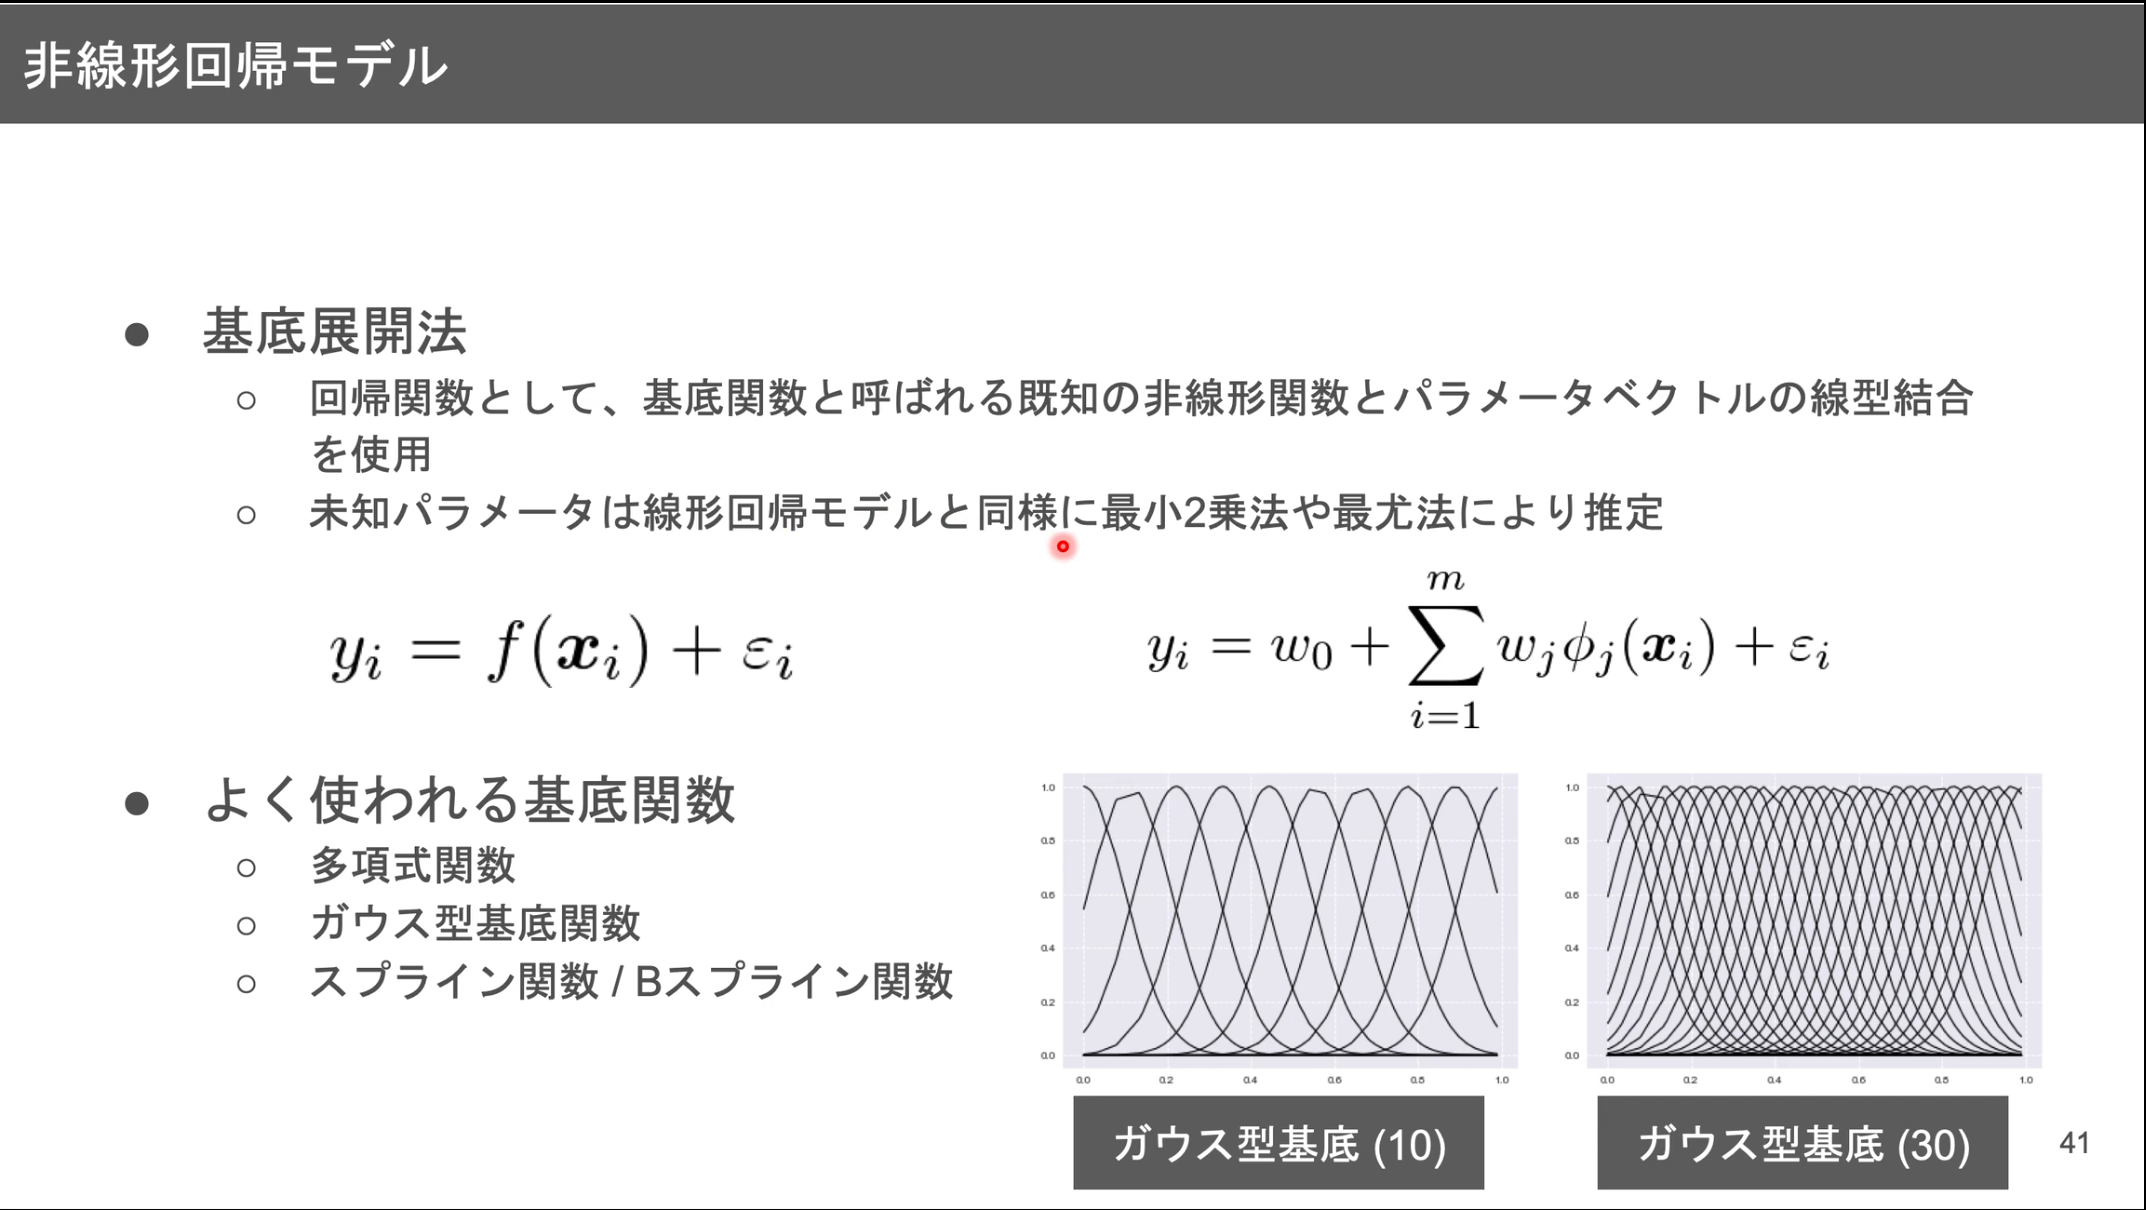 非線形回帰モデル
● 基底展開法
○ 回帰関数として、基底関数と呼ばれる既知の非線形関数とパラメータベクトルの線型結合
を使用
○ 未知パラメータは線形回帰モデルと同様に最小2乗法や最尤法により推定
y_i = f(x_i) + ε_i
y_i = w_0 + ∑_{i=1}^{m} w_j ϕ_j(x_i) + ε_i
● よく使われる基底関数
○ 多項式関数
○ ガウス型基底関数
○ スプライン関数 / Bスプライン関数
1.0
0.8
0.6
0.4
0.2
0.0
0.0 0.2 0.4 0.6 0.8 1.0
ガウス型基底 (10)
1.0
0.8
0.6
0.4
0.2
0.0
0.0 0.2 0.4 0.6 0.8 1.0
ガウス型基底 (30)
41